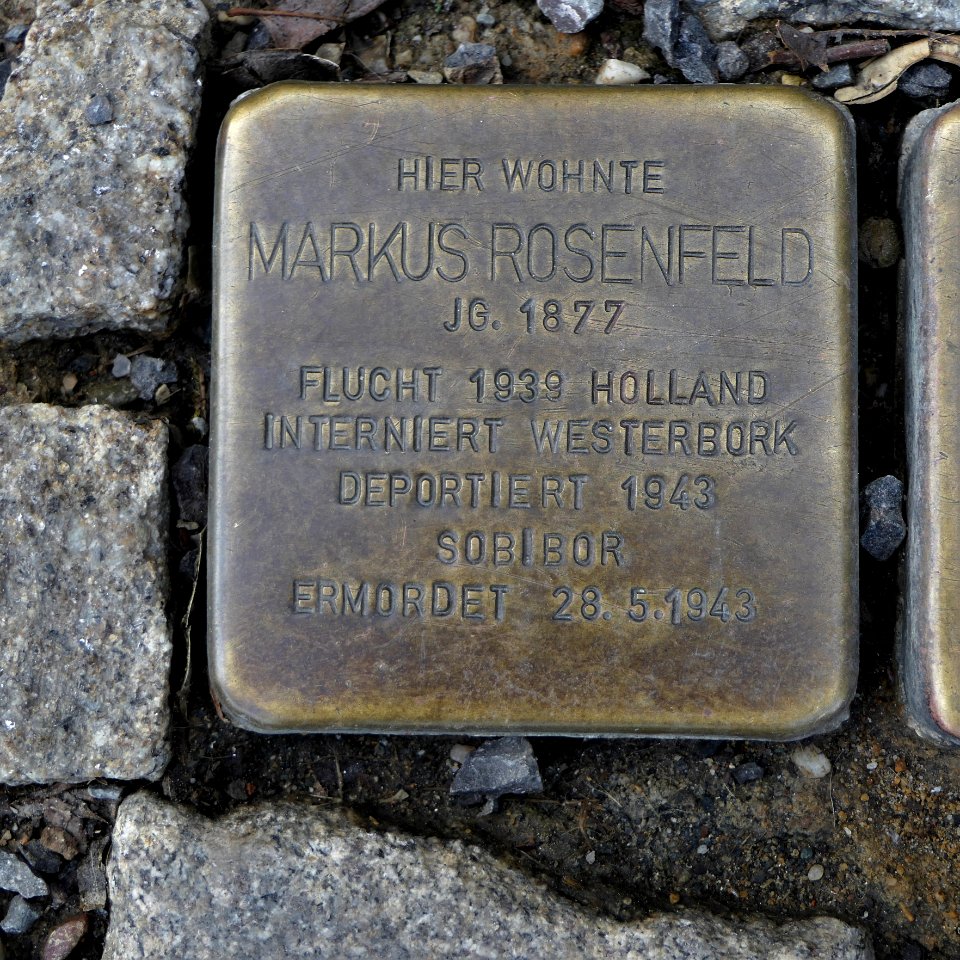 HIER WOHNTE
MARKUS ROSENFELD
JG. 1877
FLUCHT 1939 HOLLAND
INTERNIERT WESTERBORK
DEPORTIERT 1943
SOBIBOR
ERMORDET 28.5.1943